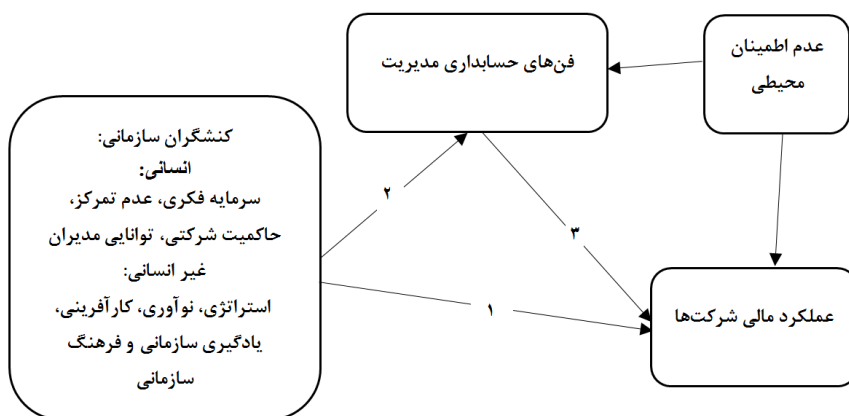 عدم اطمینان
محیطی
فن‌های حسابداری مدیریت
کنشگران سازمانی:
انسانی:
سرمایه فکری، عدم تمرکز،
حاکمیت شرکتی، توانایی مدیران
غیر انسانی:
استراتژی، نوآوری، کارآفرینی،
یادگیری سازمانی و فرهنگ
سازمانی
۲
۳
۱
عملکرد مالی شرکت‌ها